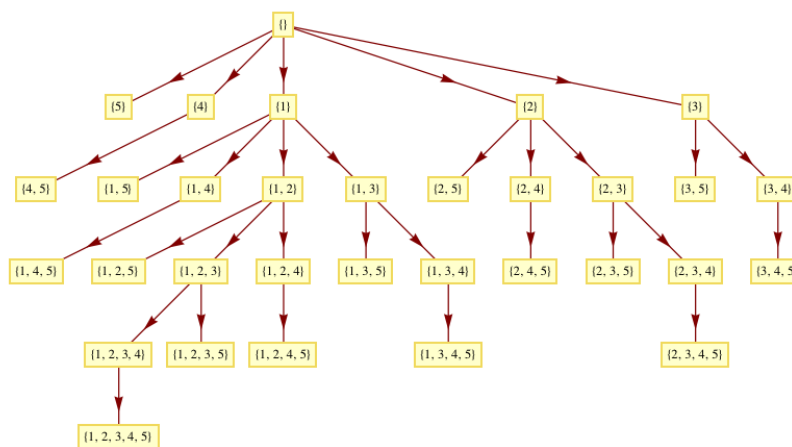 {}
{5} {4} {1} {2} {3}
{4, 5} {1, 5} {1, 4} {1, 2} {1, 3} {2, 5} {2, 4} {2, 3} {3, 5} {3, 4}
{1, 4, 5} {1, 2, 5} {1, 2, 3} {1, 2, 4} {1, 3, 5} {1, 3, 4} {2, 4, 5} {2, 3, 5} {2, 3, 4} {3, 4, 5}
{1, 2, 3, 4} {1, 2, 3, 5} {1, 2, 4, 5} {1, 3, 4, 5} {2, 3, 4, 5}
{1, 2, 3, 4, 5}